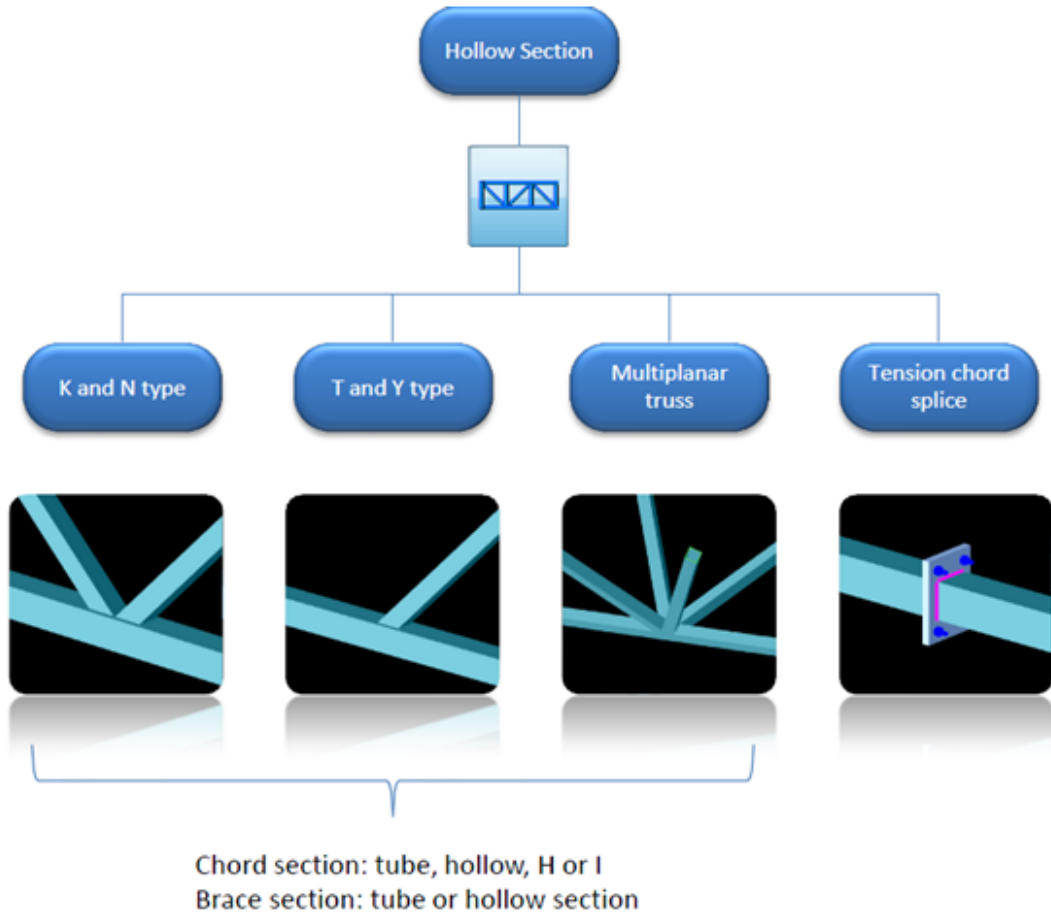 Hollow Section
K and N type
T and Y type
Multiplanar
truss
Tension chord
splice
Chord section: tube, hollow, H or I
Brace section: tube or hollow section